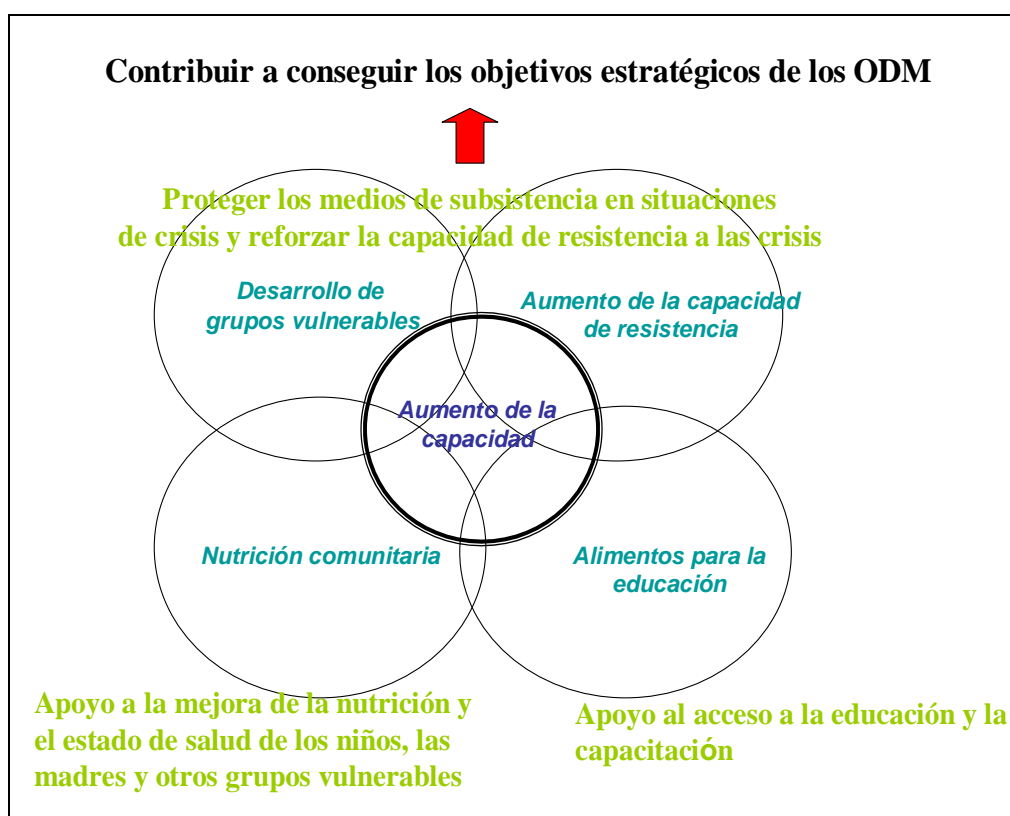 Contribuir a conseguir los objetivos estratégicos de los ODM
Proteger los medios de subsistencia en situaciones
de crisis y reforzar la capacidad de resistencia a las crisis
Desarrollo de
grupos vulnerables
Aumento de la capacidad
de resistencia
Aumento de la
capacidad
Nutrición comunitaria
Alimentos para la
educación
Apoyo a la mejora de la nutrición y
el estado de salud de los niños, las
madres y otros grupos vulnerables
Apoyo al acceso a la educación y la
capacitación